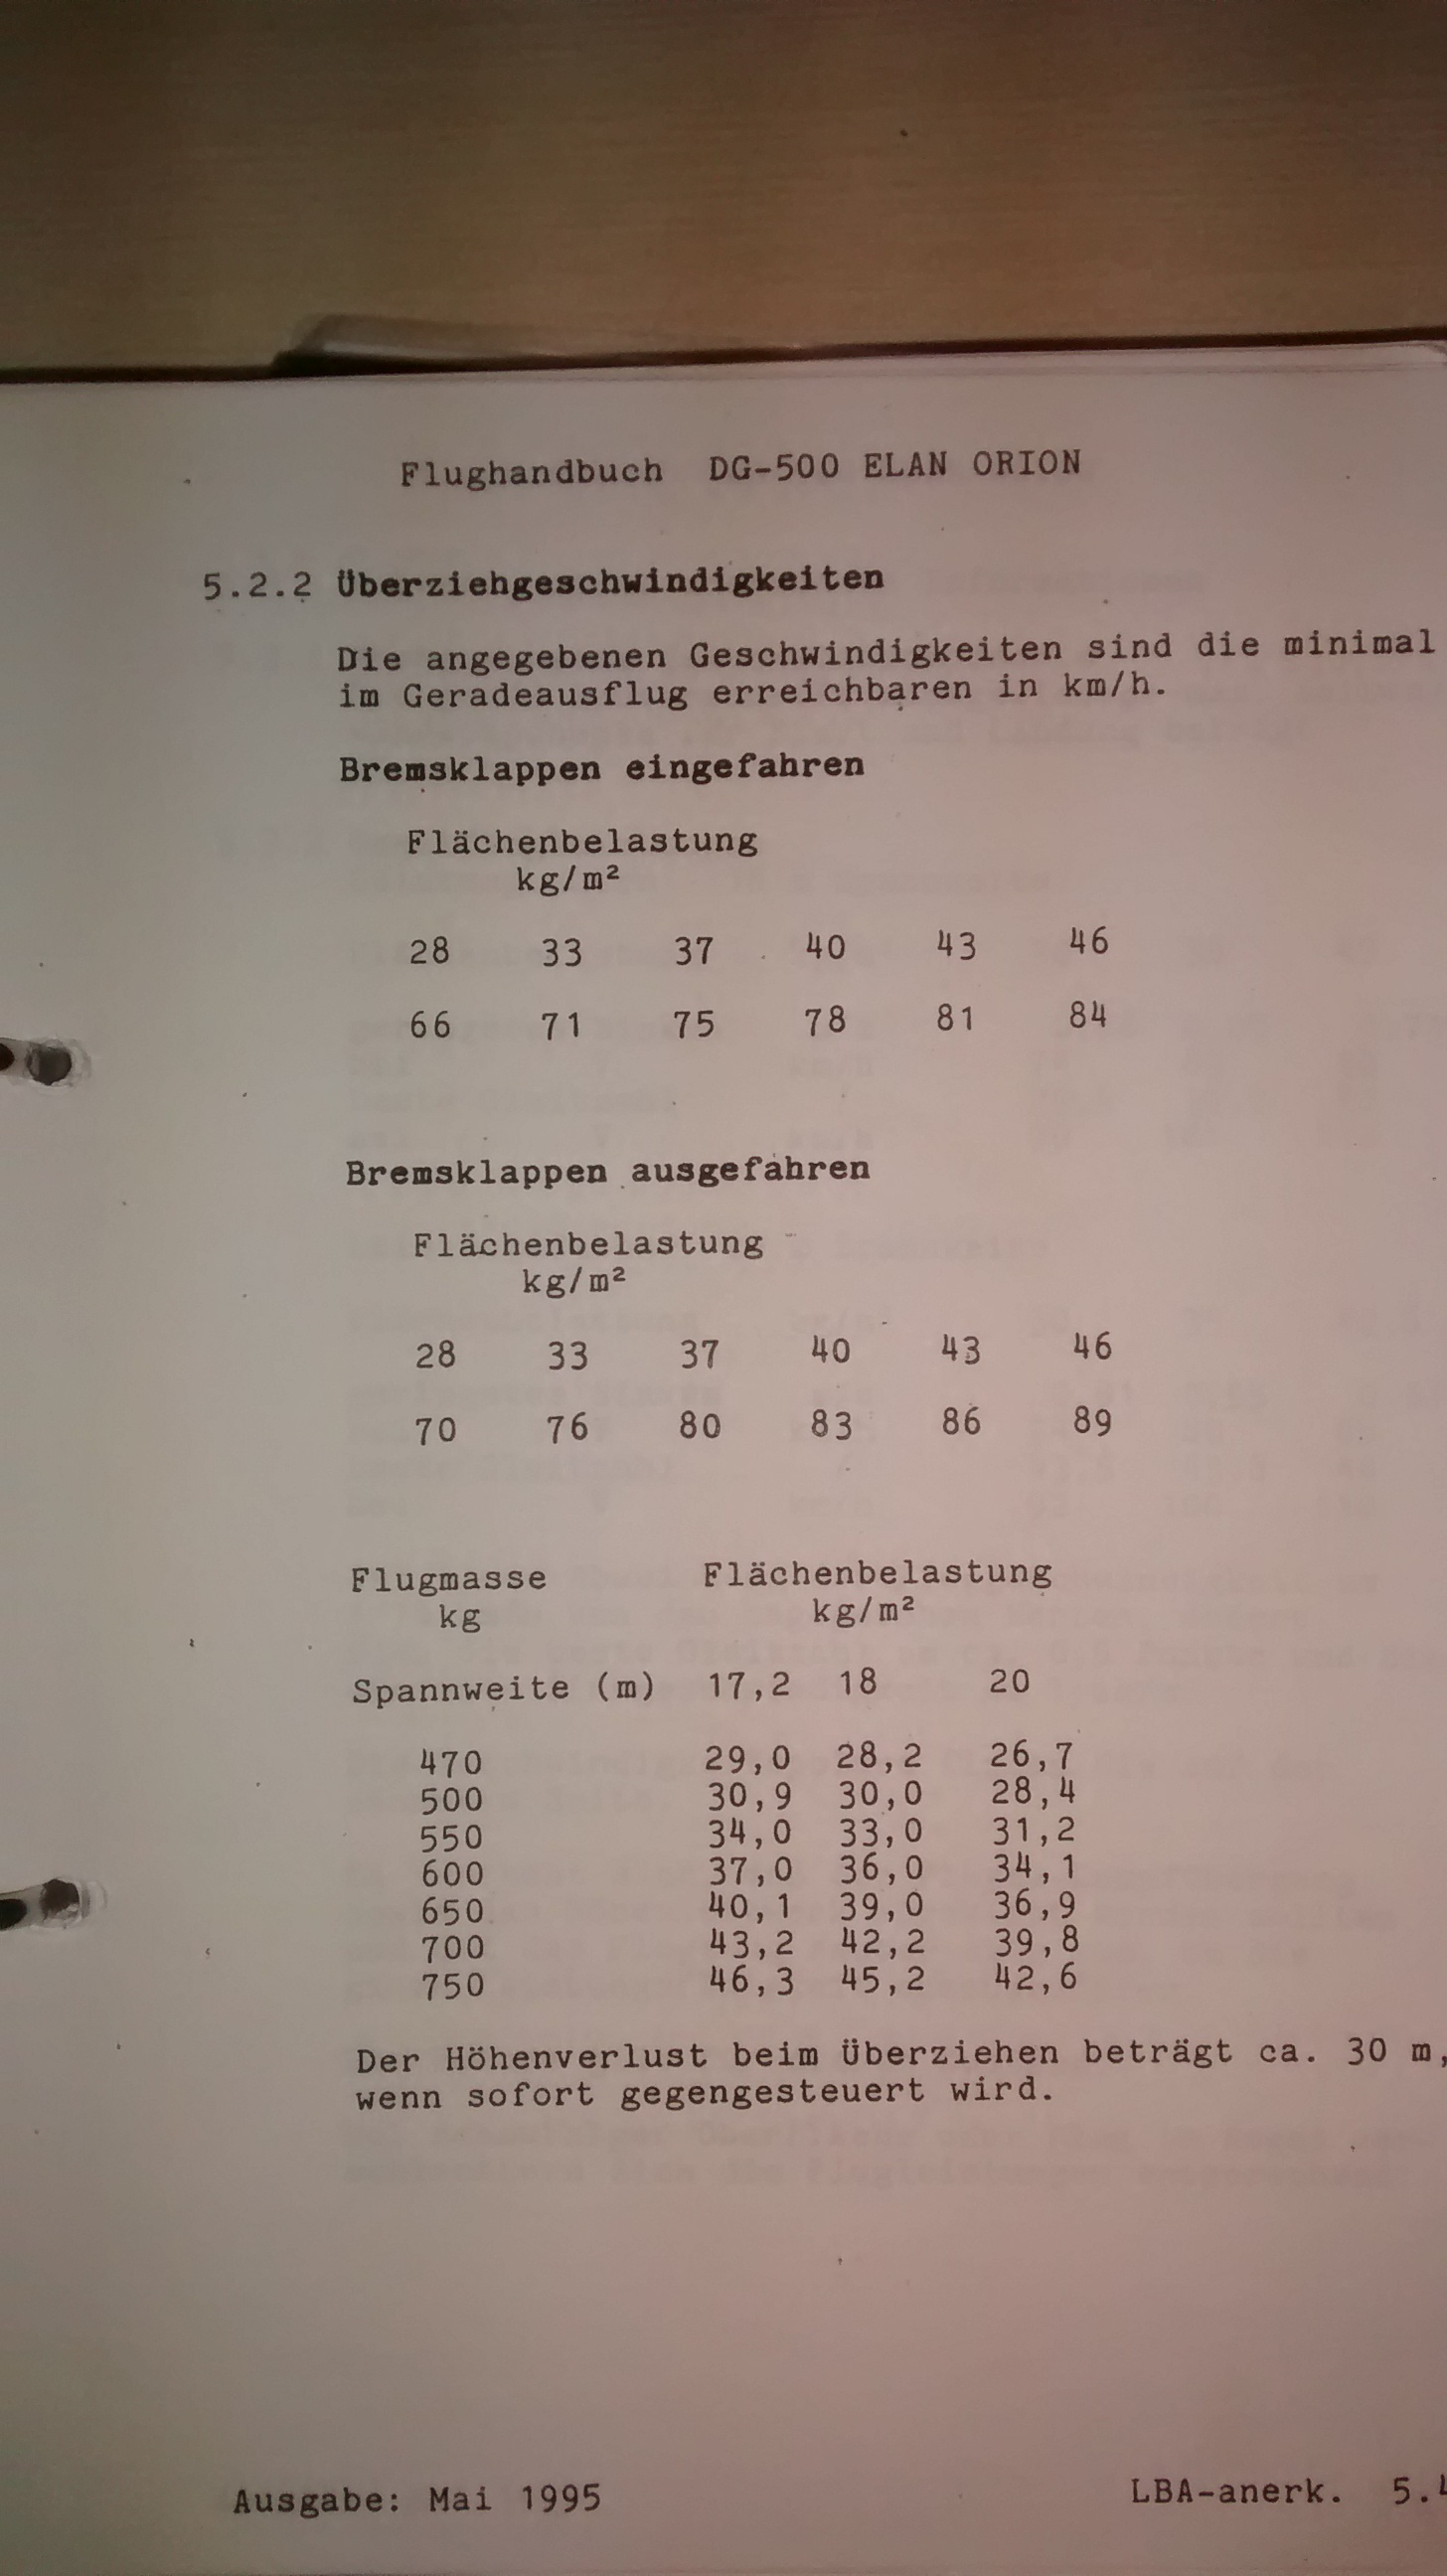 Flughandbuch DG-500 ELAN ORION
5.2.2 Überziehgeschwindigkeiten
Die angegebenen Geschwindigkeiten sind die minimal
im Geradeausflug erreichbaren in km/h.
Bremsklappen eingefahren
Flächenbelastung
kg/m²
28 33 37 40 43 46
66 71 75 78 81 84
Bremsklappen ausgefahren
Flächenbelastung
kg/m²
28 33 37 40 43 46
70 76 80 83 86 89
Flugmasse Flächenbelastung
kg kg/m²
Spannweite (m) 17,2 18 20
470 29,0 28,2 26,7
500 30,9 30,0 28,4
550 34,0 33,0 31,2
600 37,0 36,0 34,1
650 40,1 39,0 36,9
700 43,2 42,2 39,8
750 46,3 45,2 42,6
Der Höhenverlust beim Überziehen beträgt ca. 30 m,
wenn sofort gegengesteuert wird.
Ausgabe: Mai 1995 LBA-anerk. 5.4